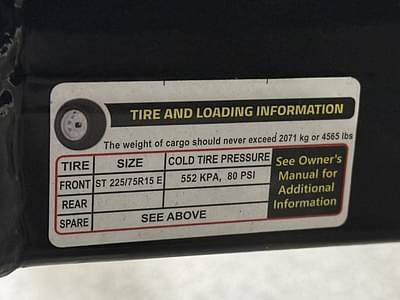 TIRE AND LOADING INFORMATION
The weight of cargo should never exceed 2071 kg or 4565 lbs
TIRE SIZE COLD TIRE PRESSURE
FRONT ST 225/75R15 E 552 KPA, 80 PSI
REAR
SPARE SEE ABOVE
See Owner's
Manual for
Additional
Information